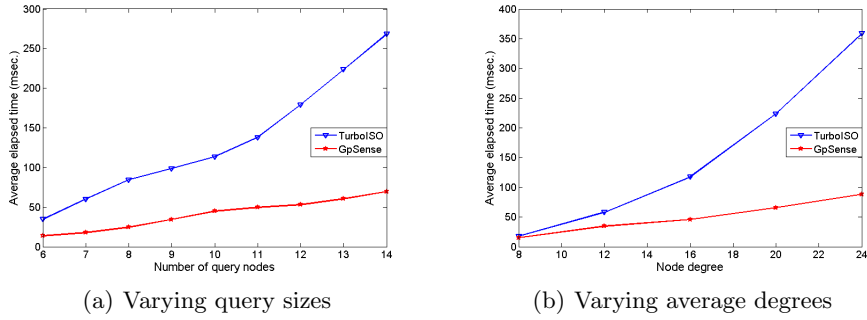 300
250
200
150
100
50
0
Average elapsed time (msec.)
TurboISO
GpSense
6 7 8 9 10 11 12 13 14
Number of query nodes
(a) Varying query sizes
400
350
300
250
200
150
100
50
0
Average elapsed time (msec.)
TurboISO
GpSense
8 10 12 14 16 18 20 22 24
Node degree
(b) Varying average degrees